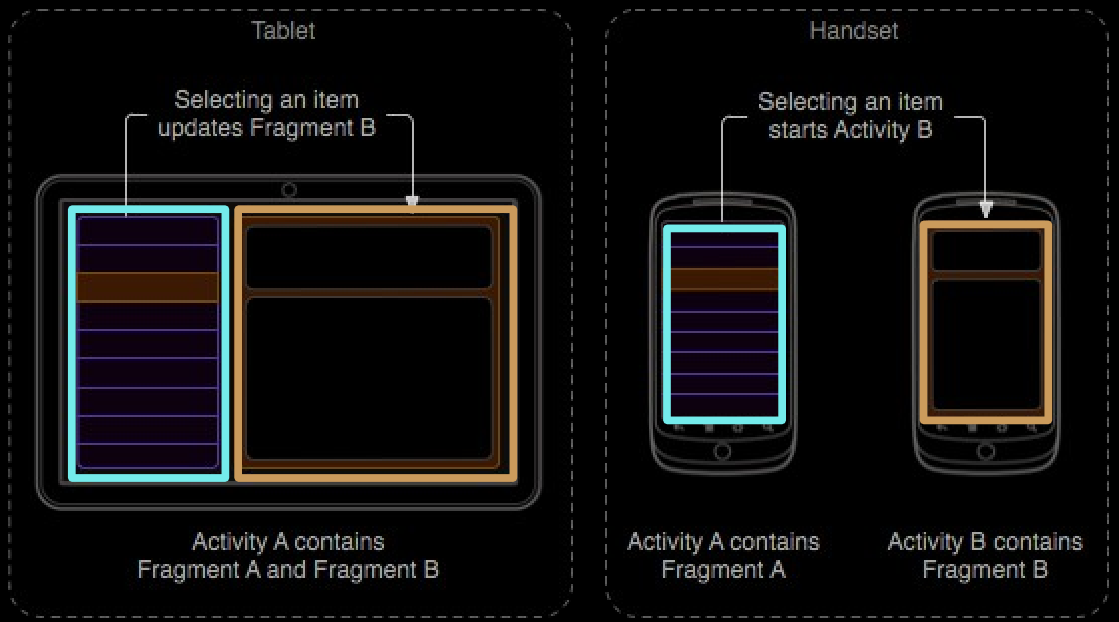 Tablet
Selecting an item
updates Fragment B
Activity A contains
Fragment A and Fragment B
Handset
Selecting an item
starts Activity B
Activity A contains
Fragment A
Activity B contains
Fragment B